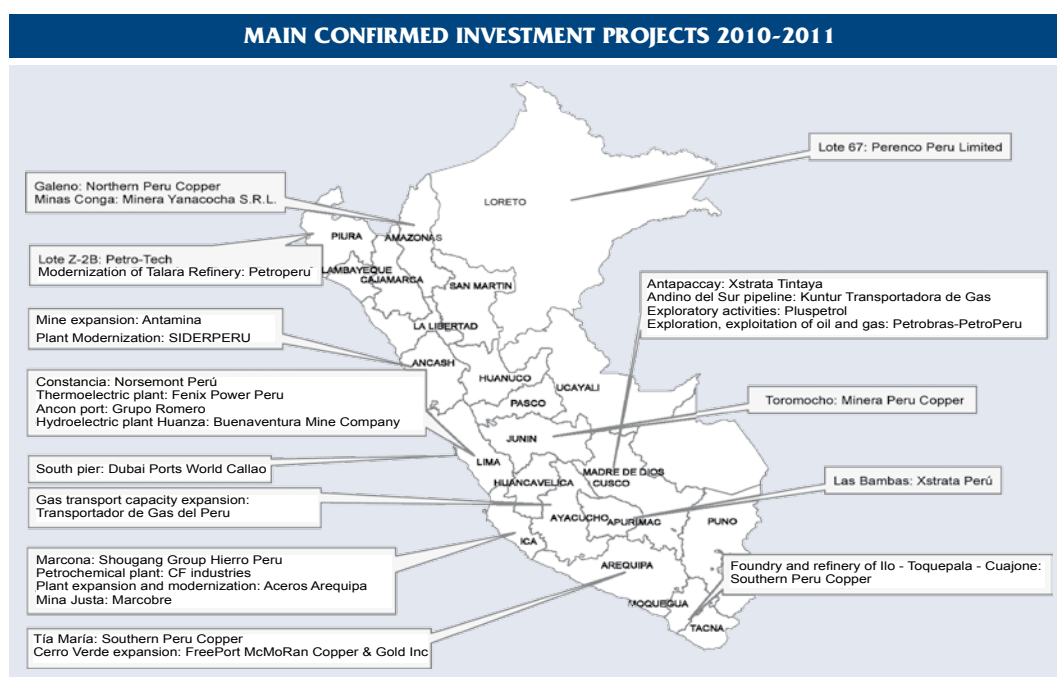 MAIN CONFIRMED INVESTMENT PROJECTS 2010-2011
Lote 67: Perenco Peru Limited
Galeno: Northern Peru Copper
Minas Conga: Minera Yanacocha S.R.L.
Lote Z-2B: Petro-Tech
Modernization of Talara Refinery: Petroperu
Mine expansion: Antamina
Plant Modernization: SIDERPERU
Constancia: Norsemont Perú
Thermoelectric plant: Fenix Power Peru
Ancon port: Grupo Romero
Hydroelectric plant Huanza: Buenaventura Mine Company
South pier: Dubai Ports World Callao
Gas transport capacity expansion:
Transportador de Gas del Peru
Marcona: Shougang Group Hierro Peru
Petrochemical plant: CF industries
Plant expansion and modernization: Aceros Arequipa
Mina Justa: Marcobre
Tía María: Southern Peru Copper
Cerro Verde expansion: FreePort McMoRan Copper & Gold Inc
Antapaccay: Xstrata Tintaya
Andino del Sur pipeline: Kuntur Transportadora de Gas
Exploratory activities: Pluspetrol
Exploration, exploitation of oil and gas: Petrobras-PetroPeru
Toromocho: Minera Peru Copper
Las Bambas: Xstrata Perú
Foundry and refinery of Ilo - Toquepala - Cuajone:
Southern Peru Copper
LORETO
PIURA
AMAZONAS
LAMBAYEQUE
CAJAMARCA
SAN MARTIN
LA LIBERTAD
ANCASH
HUANUCO
UCAYALI
PASCO
JUNIN
LIMA
MADRE DE DIOS
CUSCO
HUANCAVELICA
AYACUCHO
APURIMAC
PUNO
ICA
AREQUIPA
MOQUEGUA
TACNA